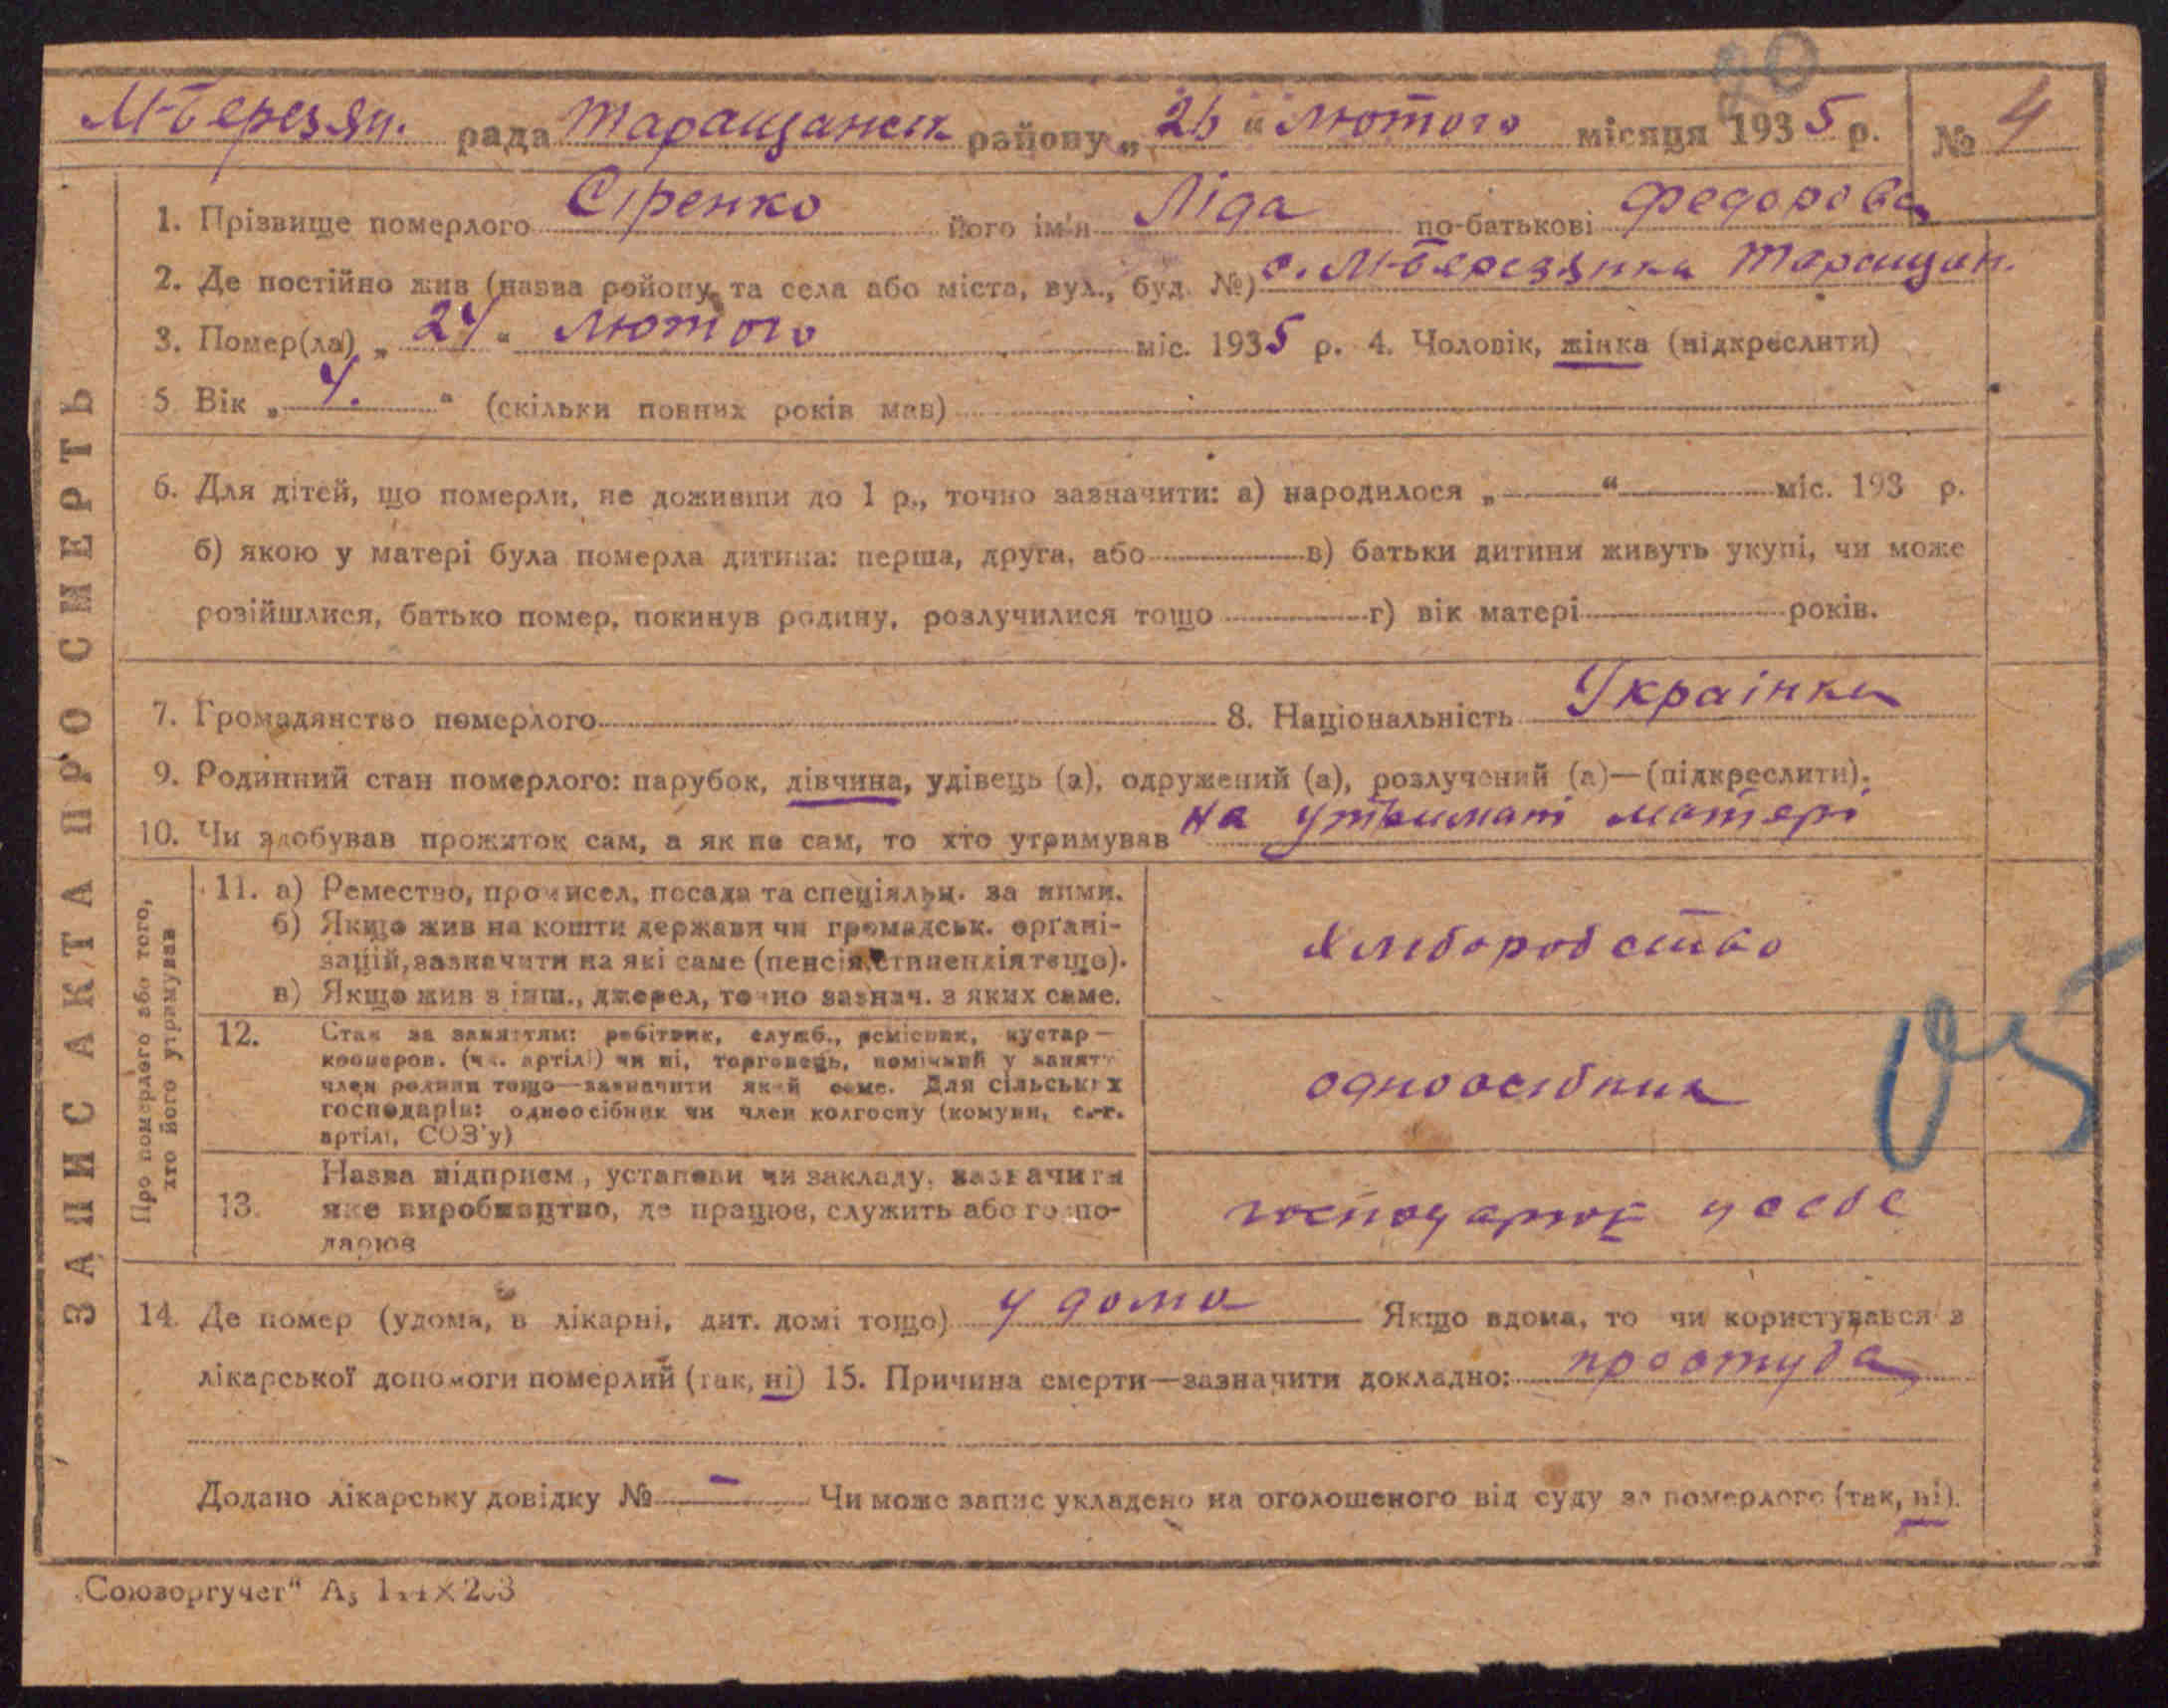 М-Березян. рада Таращанськ району „ 26 “ Лютого місяця 1935 р. № 4
1. Прізвище померлого Сіренко його ім'я Ліда по-батькові Федорова
2. Де постійно жив (назва району, та села або міста, вул., буд. №) с. М-Березянка Таращан.
3. Помер(ла) „ 24 “ Лютого міс. 1935 р. 4. Чоловік, жінка (підкреслити)
5 Вік „ “ (скільки повних років мав)
6. Для дітей, що померли, не доживши до 1 р., точно зазначити: а) народилося „ “ міс. 193 р.
б) якою у матері була померла дитина: перша, друга, або в) батьки дитини живуть укупі, чи може
розійшлися, батько помер, покинув родину, розлучилися тощо г) вік матері років.
7. Громадянство померлого 8. Національність Українка
9. Родинний стан померлого: парубок, дівчина, удівець (а), одружений (а), розлучений (а)—(підкреслити).
10. Чи здобував прожиток сам, а як не сам, то хто утримував на утримані матері
ЗАПИС АКТА ПРО СМЕРТЬ
Про померлого або того, хто його утримував
11. а) Ремество, промисел, посада та спеціяльн. за ними.
б) Якщо жив на кошти держави чи громадськ. орґані-
зацій, зазначити на які саме (пенсія, стипендія тощо).
в) Якщо жив з інш., джерел, точно зазнач. з яких саме.
Хліборобство
12. Стан за заняттям: робітник, служб., ремісник, кустар—
кооперов. (чл. артілі) чи ні, торговець, помічний у занятт
член родини тощо—зазначити який саме. Для сільських
господарів: одноосібник чи член колгоспу (комуни, с.-г.
артілі, СОЗ'у)
одноосібник
13. Назва підприєм., установи чи закладу, зазначити
яке виробництво, де працює, служить або госпо-
дарює
господарює у себе
05
14. Де помер (удома, в лікарні, дит. домі тощо) у дома Якщо вдома, то чи користувався з
лікарської допомоги померлий (так, ні) 15. Причина смерти—зазначити докладно: простуда
Додано лікарську довідку № – Чи може запис укладено на оголошеного від суду за померлого (так, ні).
„Союзоргучет“ А₅